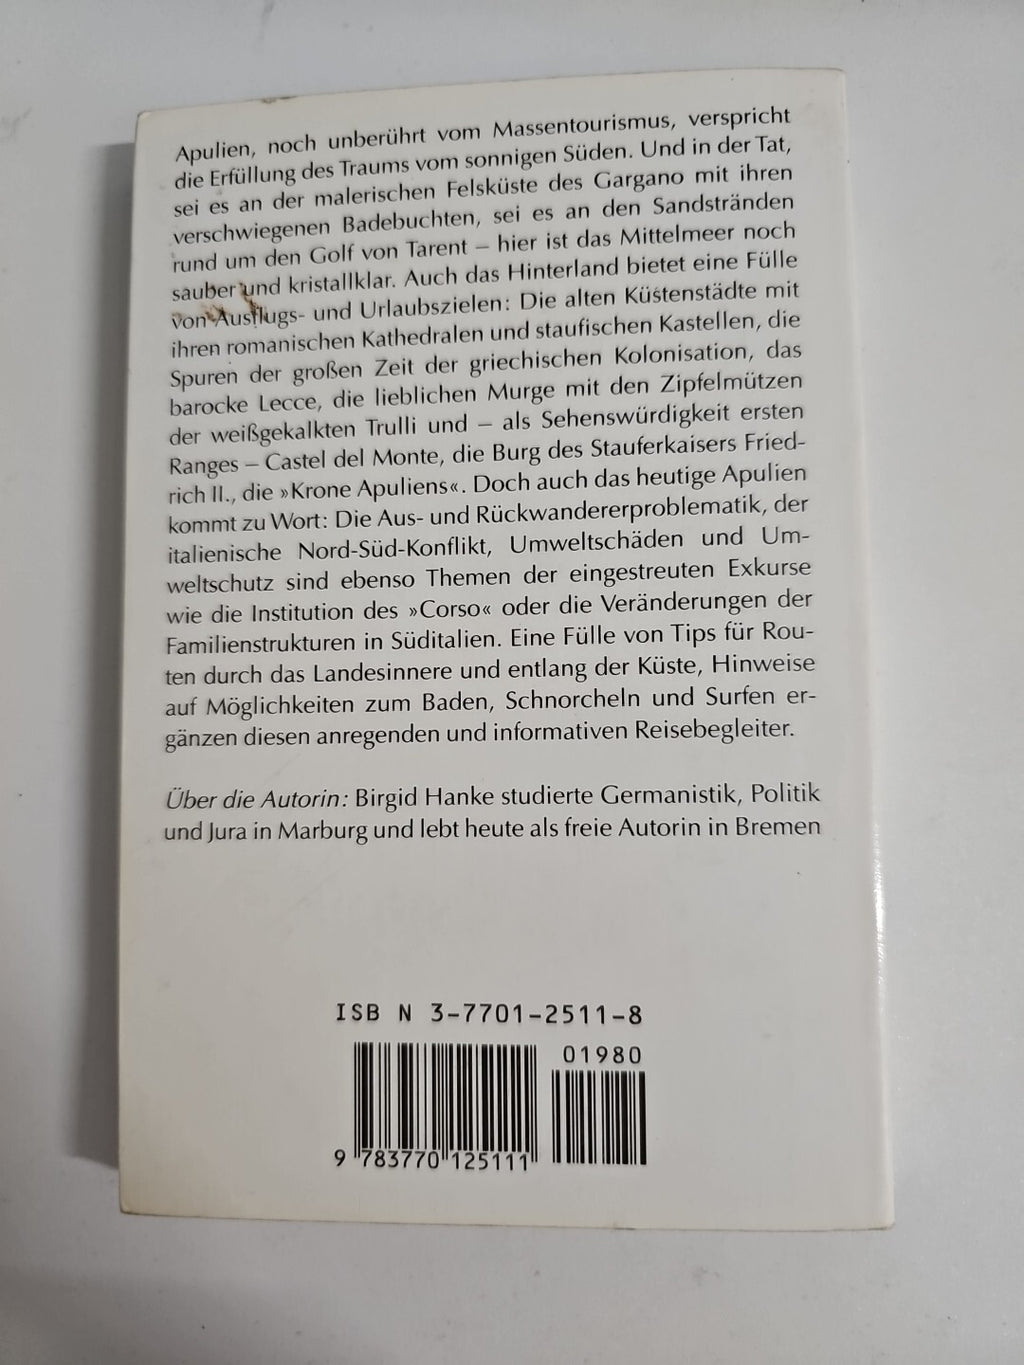 Apulien, noch unberührt vom Massentourismus, verspricht
die Erfüllung des Traums vom sonnigen Süden. Und in der Tat,
sei es an der malerischen Felsküste des Gargano mit ihren
verschwiegenen Badebuchten, sei es an den Sandstränden
rund um den Golf von Tarent – hier ist das Mittelmeer noch
sauber und kristallklar. Auch das Hinterland bietet eine Fülle
von Ausflugs- und Urlaubszielen: Die alten Küstenstädte mit
ihren romanischen Kathedralen und staufischen Kastellen, die
Spuren der großen Zeit der griechischen Kolonisation, das
barocke Lecce, die lieblichen Murge mit den Zipfelmützen
der weißgekalkten Trulli und – als Sehenswürdigkeit ersten
Ranges – Castel del Monte, die Burg des Stauferkaisers Fried-
rich II., die »Krone Apuliens«. Doch auch das heutige Apulien
kommt zu Wort: Die Aus- und Rückwandererproblematik, der
italienische Nord-Süd-Konflikt, Umweltschäden und Um-
weltschutz sind ebenso Themen der eingestreuten Exkurse
wie die Institution des »Corso« oder die Veränderungen der
Familienstrukturen in Süditalien. Eine Fülle von Tips für Rou-
ten durch das Landesinnere und entlang der Küste, Hinweise
auf Möglichkeiten zum Baden, Schnorcheln und Surfen er-
gänzen diesen anregenden und informativen Reisebegleiter.
Über die Autorin: Birgid Hanke studierte Germanistik, Politik
und Jura in Marburg und lebt heute als freie Autorin in Bremen
ISBN 3-7701-2511-8
01980
9 783770 125111